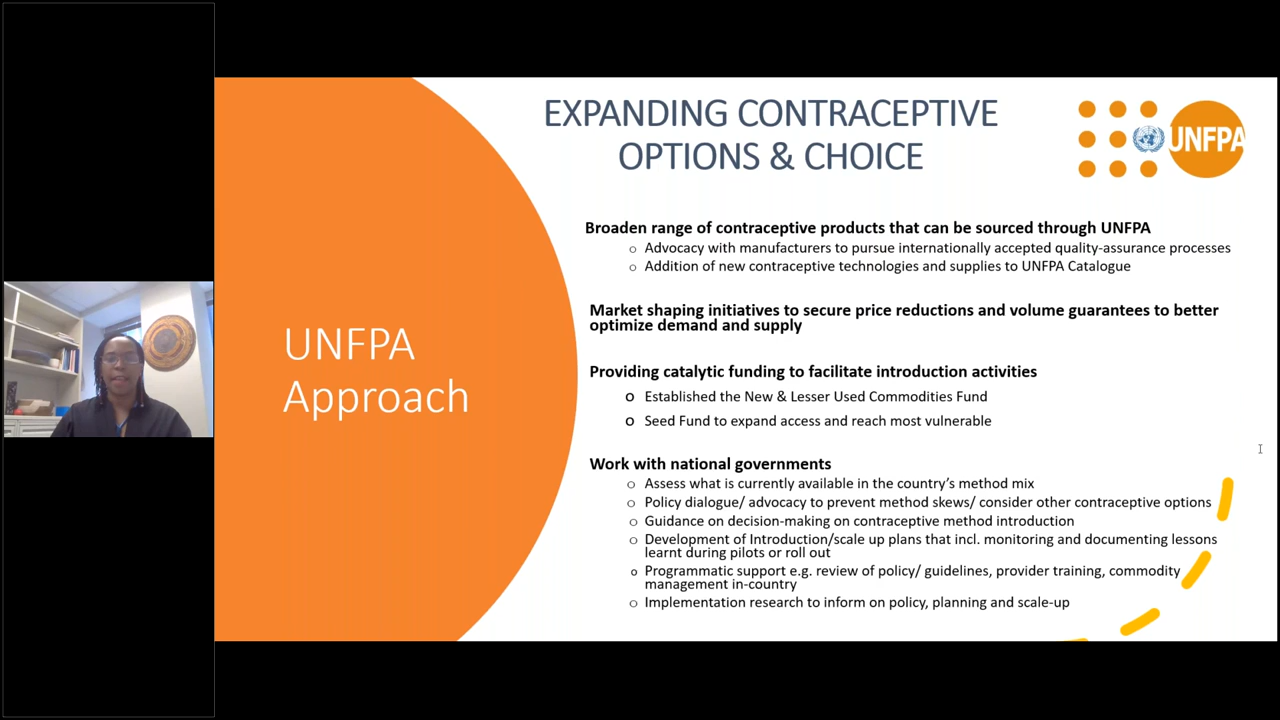 EXPANDING CONTRACEPTIVE
OPTIONS & CHOICE
UNFPA
UNFPA
Approach
Broaden range of contraceptive products that can be sourced through UNFPA
o Advocacy with manufacturers to pursue internationally accepted quality-assurance processes
o Addition of new contraceptive technologies and supplies to UNFPA Catalogue
Market shaping initiatives to secure price reductions and volume guarantees to better
optimize demand and supply
Providing catalytic funding to facilitate introduction activities
o Established the New & Lesser Used Commodities Fund
o Seed Fund to expand access and reach most vulnerable
Work with national governments
o Assess what is currently available in the country’s method mix
o Policy dialogue/ advocacy to prevent method skews/ consider other contraceptive options
o Guidance on decision-making on contraceptive method introduction
o Development of Introduction/scale up plans that incl. monitoring and documenting lessons
learnt during pilots or roll out
o Programmatic support e.g. review of policy/ guidelines, provider training, commodity
management in-country
o Implementation research to inform on policy, planning and scale-up